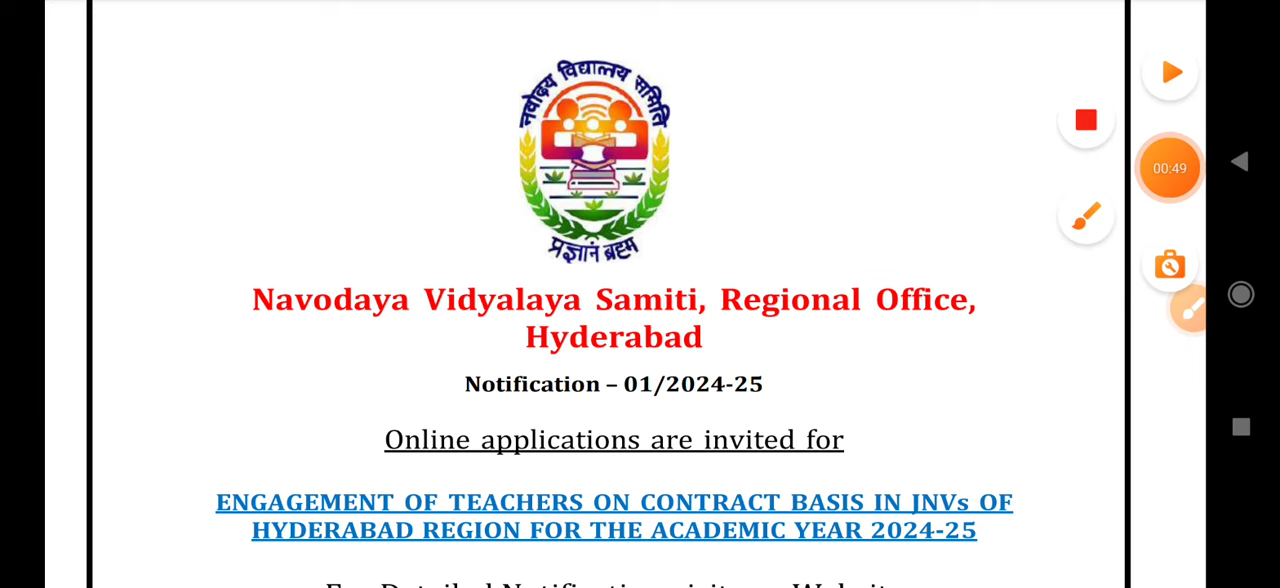 नवोदय विद्यालय समिति
प्रज्ञानं ब्रह्म
Navodaya Vidyalaya Samiti, Regional Office,
Hyderabad
Notification – 01/2024-25
Online applications are invited for
ENGAGEMENT OF TEACHERS ON CONTRACT BASIS IN JNVs OF
HYDERABAD REGION FOR THE ACADEMIC YEAR 2024-25
00:49